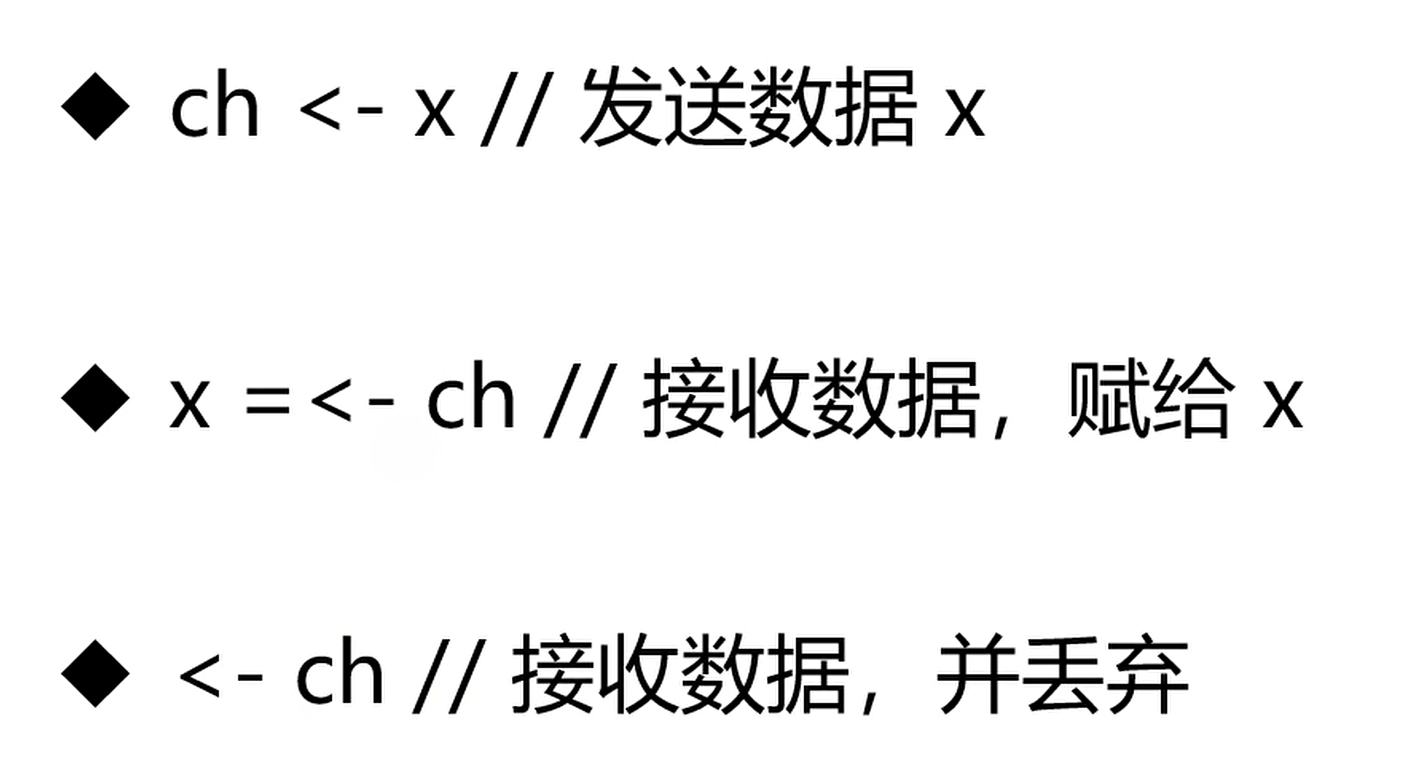 ◆ ch <- x // 发送数据 x
◆ x =<- ch // 接收数据，赋给 x
◆ <- ch // 接收数据，并丢弃